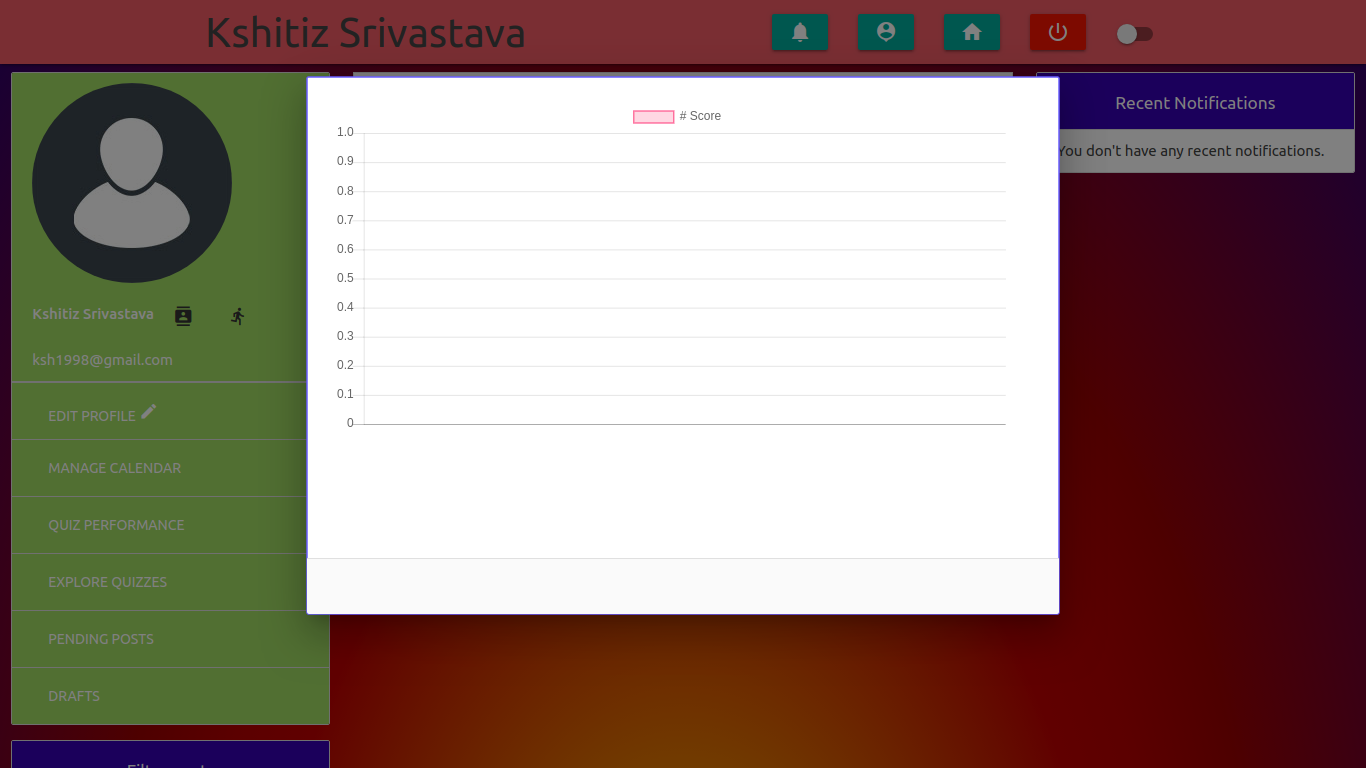 Kshitiz Srivastava
Kshitiz Srivastava
ksh1998@gmail.com
EDIT PROFILE
MANAGE CALENDAR
QUIZ PERFORMANCE
EXPLORE QUIZZES
PENDING POSTS
DRAFTS
# Score
1.0
0.9
0.8
0.7
0.6
0.5
0.4
0.3
0.2
0.1
0
Recent Notifications
You don't have any recent notifications.